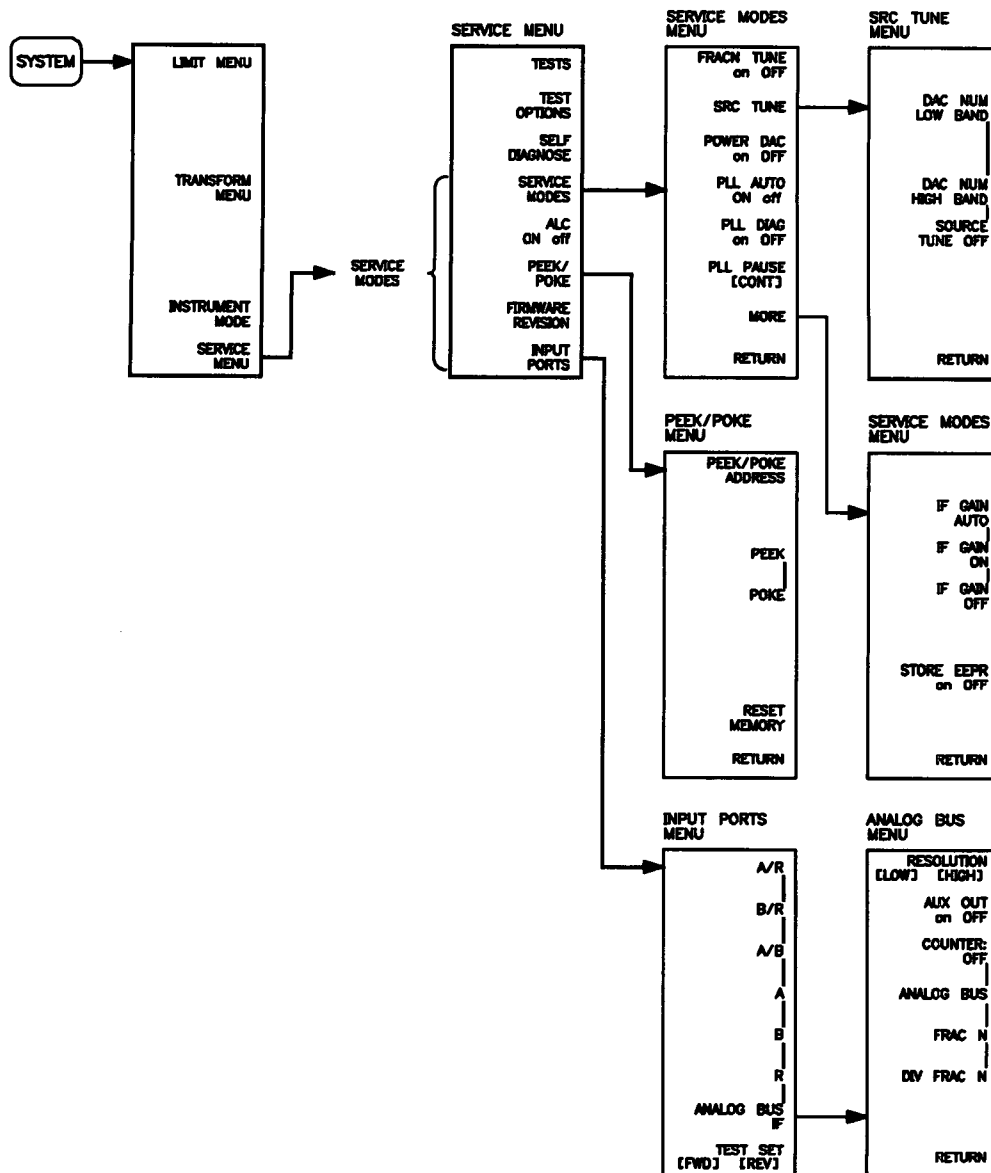 SYSTEM
LIMIT MENU
TRANSFORM
MENU
INSTRUMENT
MODE
SERVICE
MENU
SERVICE
MODES
SERVICE MENU
TESTS
TEST
OPTIONS
SELF
DIAGNOSE
SERVICE
MODES
ALC
ON off
PEEK/
POKE
FIRMWARE
REVISION
INPUT
PORTS
SERVICE MODES
MENU
FRACN TUNE
on OFF
SRC TUNE
POWER DAC
on OFF
PLL AUTO
ON off
PLL DIAG
on OFF
PLL PAUSE
[CONT]
MORE
RETURN
SRC TUNE
MENU
DAC NUM
LOW BAND
DAC NUM
HIGH BAND
SOURCE
TUNE OFF
RETURN
PEEK/POKE
MENU
PEEK/POKE
ADDRESS
PEEK
POKE
RESET
MEMORY
RETURN
SERVICE MODES
MENU
IF GAIN
AUTO
IF GAIN
ON
IF GAIN
OFF
STORE EEPR
on OFF
RETURN
INPUT PORTS
MENU
A/R
B/R
A/B
A
B
R
ANALOG BUS
IF
TEST SET
[FWD] [REV]
ANALOG BUS
MENU
RESOLUTION
[LOW] [HIGH]
AUX OUT
on OFF
COUNTER:
OFF
ANALOG BUS
FRAC N
DIV FRAC N
RETURN